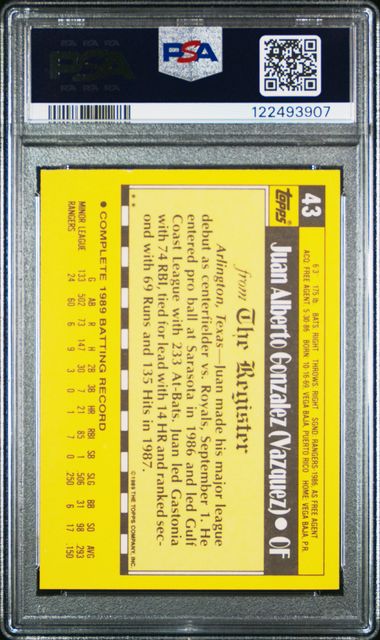 PSA
PSA
122493907
43
TOPPS
6'3" 175 lb. BATS: RIGHT THROWS: RIGHT SGND: RANGERS-1986, AS FREE AGENT
ACQ: FREE AGENT 5-30-86 BORN: 10-16-69, VEGA BAJA, PUERTO RICO HOME: VEGA BAJA, P.R.
Juan Alberto Gonzalez (Vazquez) ● OF
from The Register
Arlington, Texas—Juan made his major league
debut as centerfielder vs. Royals, September 1. He
entered pro ball at Sarasota in 1986 and led Gulf
Coast League with 233 At-Bats. Juan led Gastonia
with 74 RBI, tied for lead with 14 HR and ranked sec-
ond with 69 Runs and 135 Hits in 1987.
** ©1989 THE TOPPS COMPANY, INC.
● COMPLETE 1989 BATTING RECORD
G AB R H 2B 3B HR RBI SB SLG BB SO AVG
MINOR LEAGUE 133 502 73 147 30 7 21 85 1 .506 31 98 .293
RANGERS 24 60 6 9 3 0 1 7 0 .250 6 17 .150